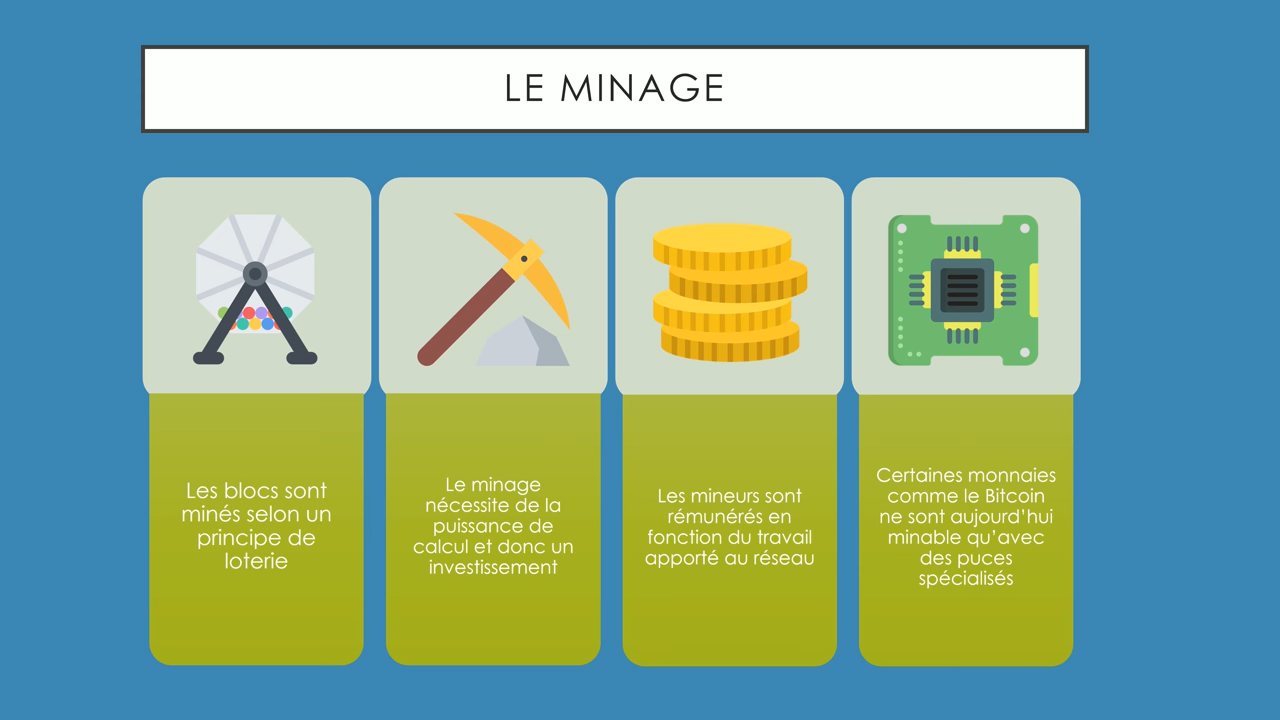 LE MINAGE
Les blocs sont
minés selon un
principe de
loterie
Le minage
nécessite de la
puissance de
calcul et donc un
investissement
Les mineurs sont
rémunérés en
fonction du travail
apporté au réseau
Certaines monnaies
comme le Bitcoin
ne sont aujourd'hui
minable qu'avec
des puces
spécialisés